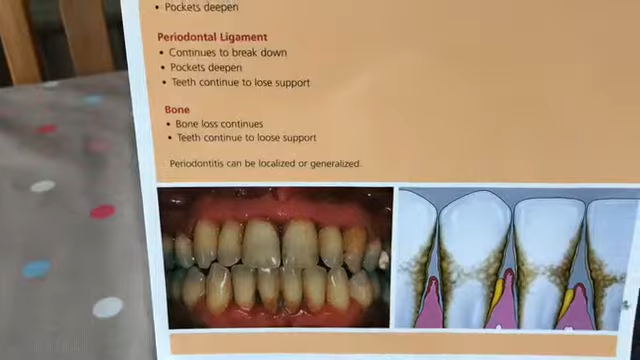 • Pockets deepen
Periodontal Ligament
• Continues to break down
• Pockets deepen
• Teeth continue to lose support
Bone
• Bone loss continues
• Teeth continue to loose support
Periodontitis can be localized or generalized.